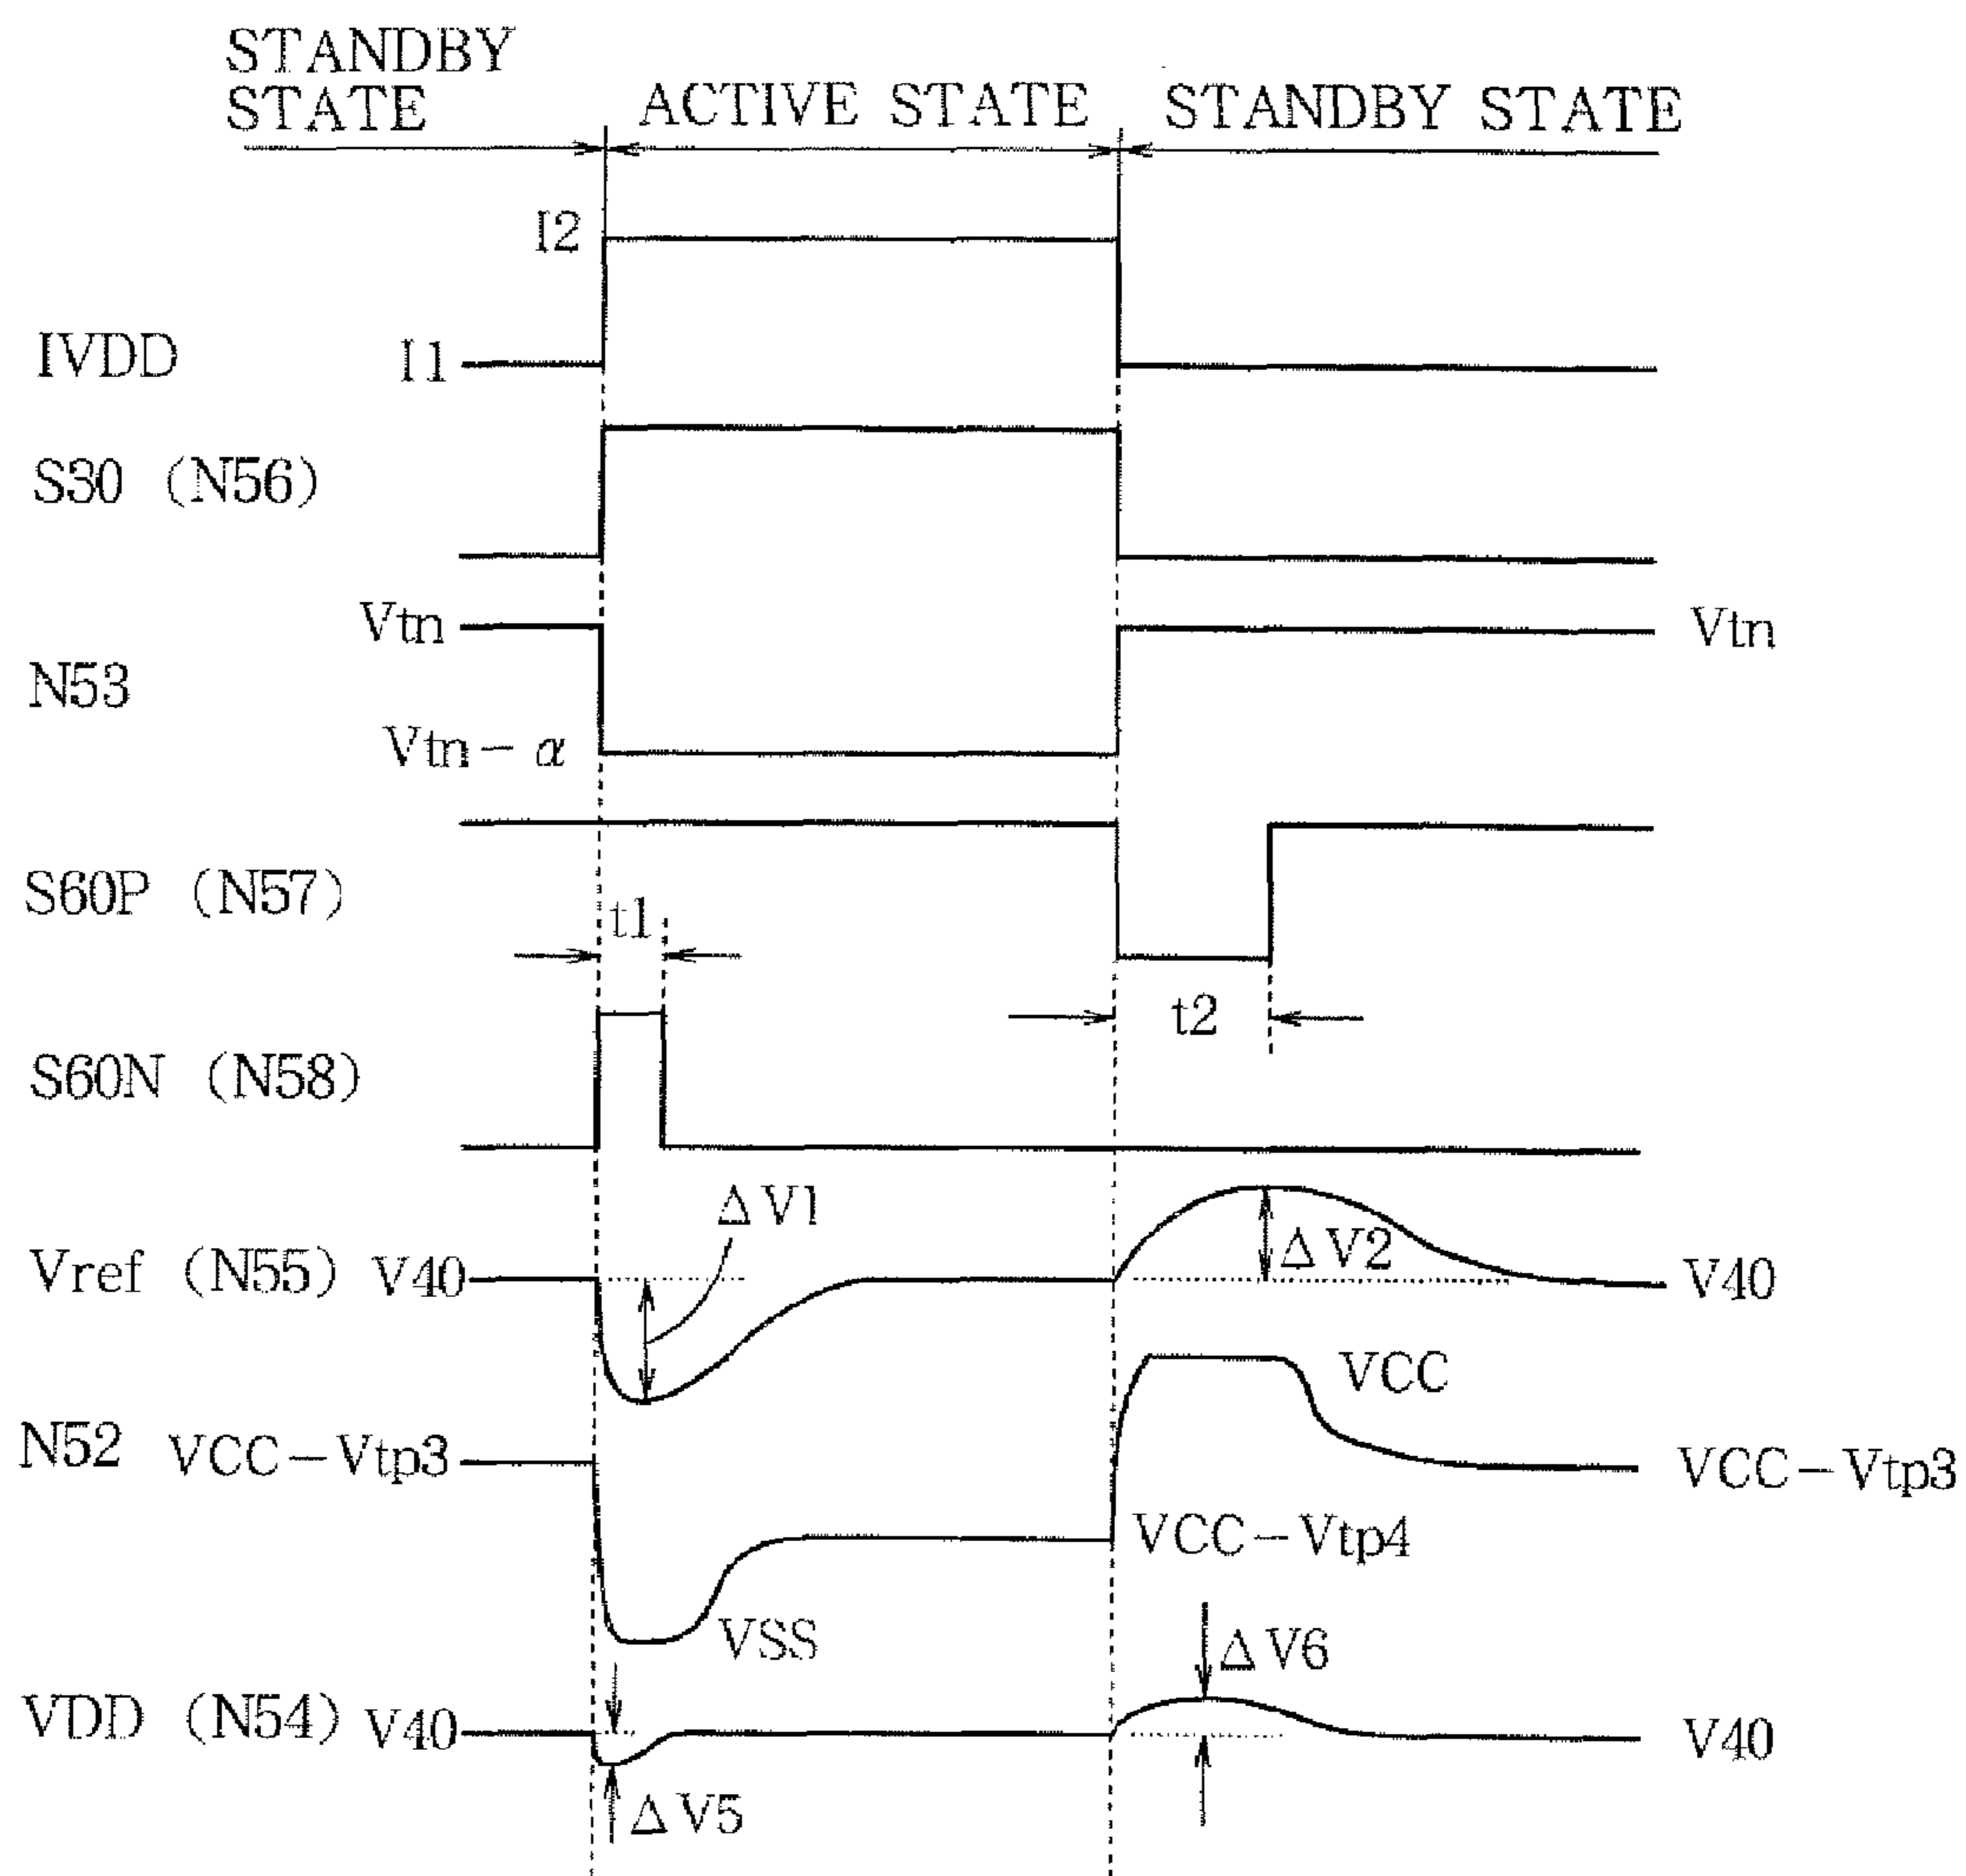 STANDBY
STATE
ACTIVE STATE
STANDBY STATE
I2
IVDD
I1
S30 (N56)
Vtn
Vtn
N53
Vtn-α
S60P (N57)
t1
t2
S60N (N58)
ΔV1
Vref (N55)
V40
ΔV2
V40
VCC
N52
VCC-Vtp3
VCC-Vtp3
VCC-Vtp4
VSS
ΔV6
VDD (N54)
V40
V40
ΔV5